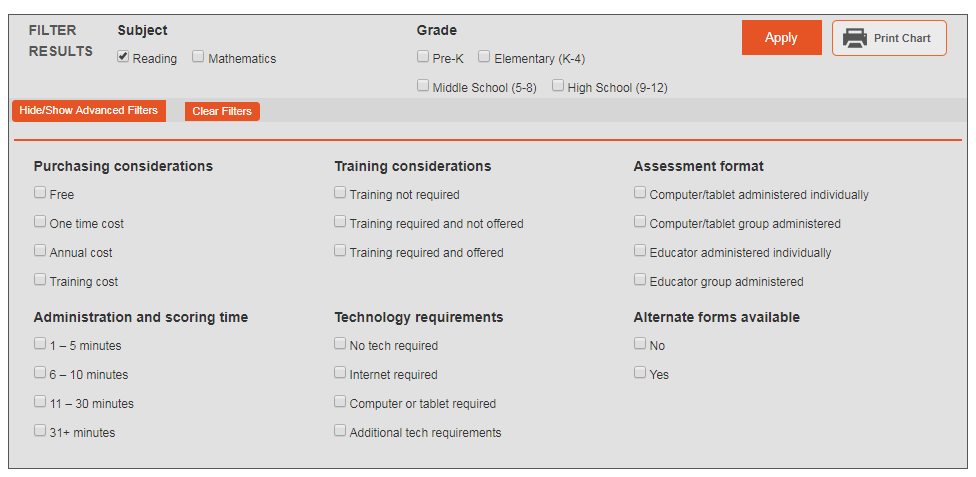 FILTER RESULTS
Subject
Reading Mathematics
Grade
Pre-K Elementary (K-4)
Middle School (5-8) High School (9-12)
Apply
Print Chart
Hide/Show Advanced Filters
Clear Filters
Purchasing considerations
Free
One time cost
Annual cost
Training cost
Training considerations
Training not required
Training required and not offered
Training required and offered
Assessment format
Computer/tablet administered individually
Computer/tablet group administered
Educator administered individually
Educator group administered
Administration and scoring time
1 – 5 minutes
6 – 10 minutes
11 – 30 minutes
31+ minutes
Technology requirements
No tech required
Internet required
Computer or tablet required
Additional tech requirements
Alternate forms available
No
Yes